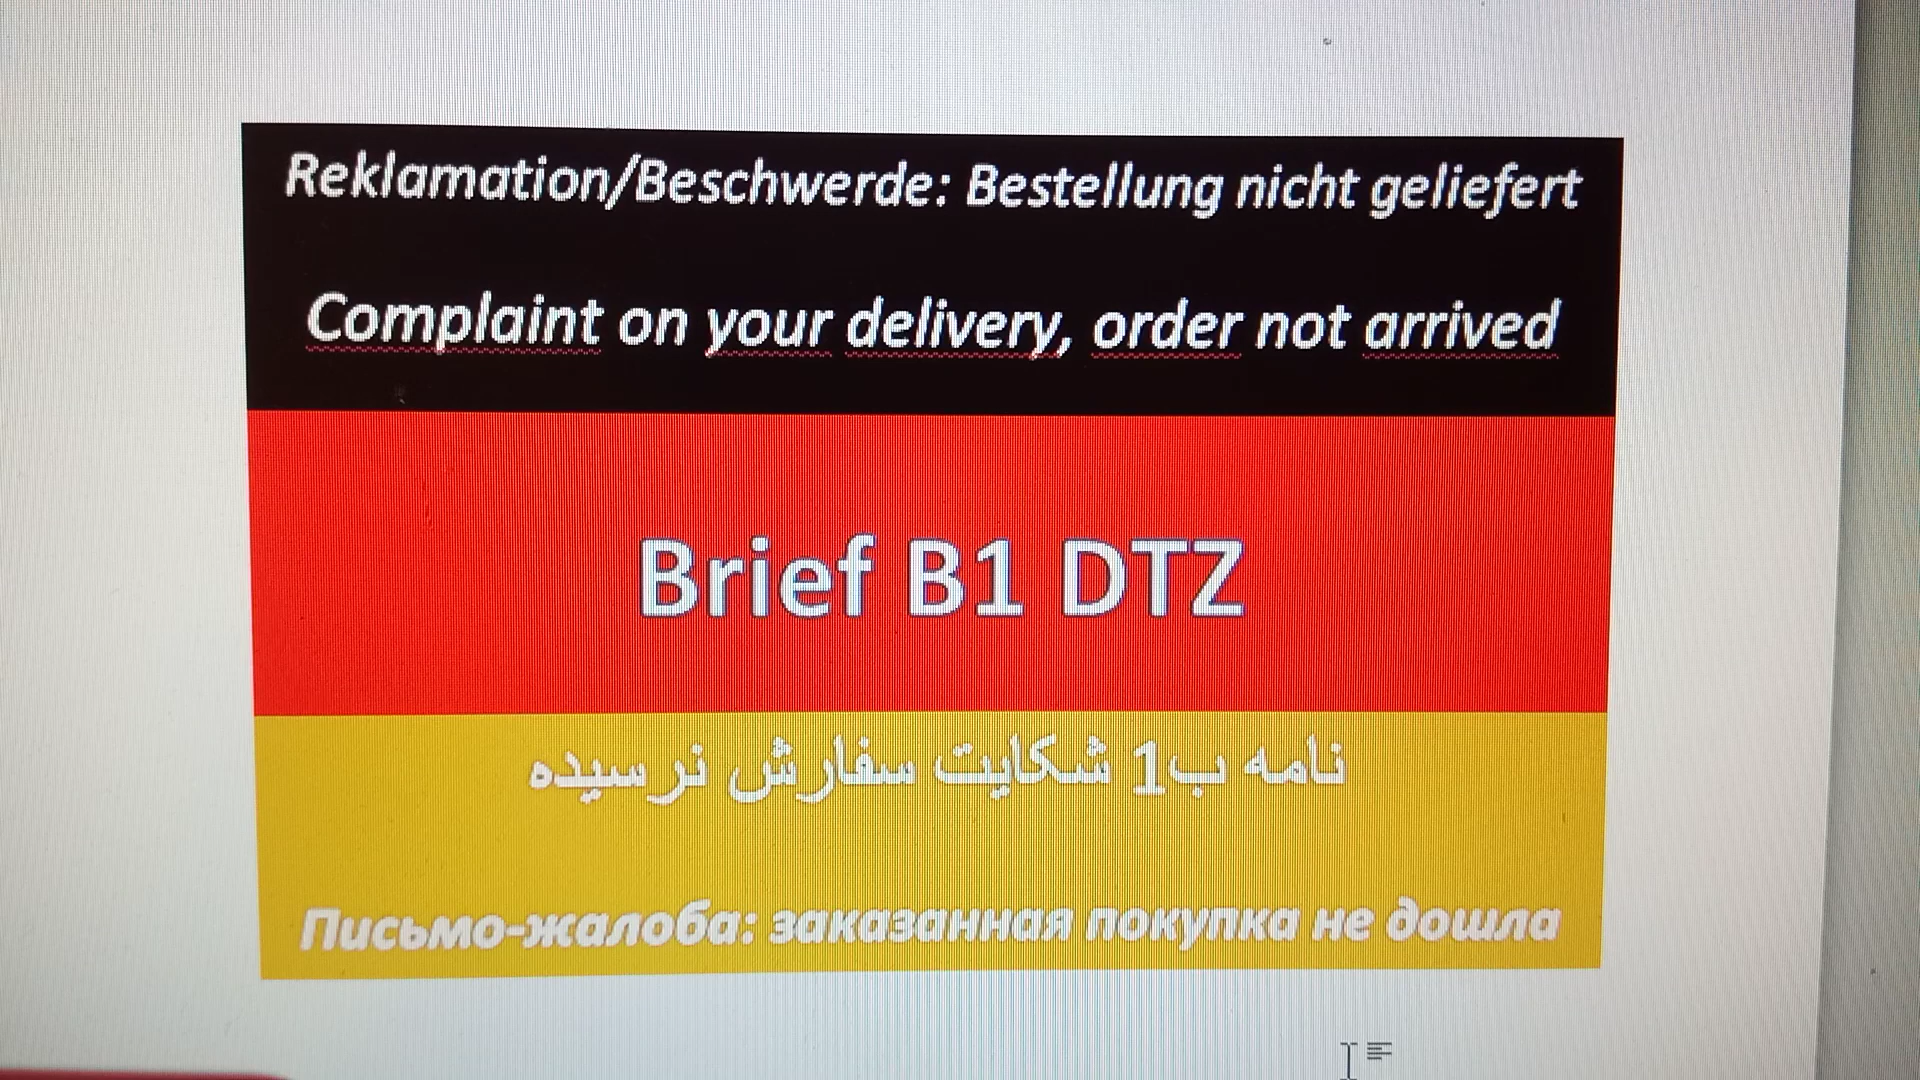 Reklamation/Beschwerde: Bestellung nicht geliefert
Complaint on your delivery, order not arrived
Brief B1 DTZ
نامه ب1 شکایت سفارش نرسیده
Письмо-жалоба: заказанная покупка не дошла